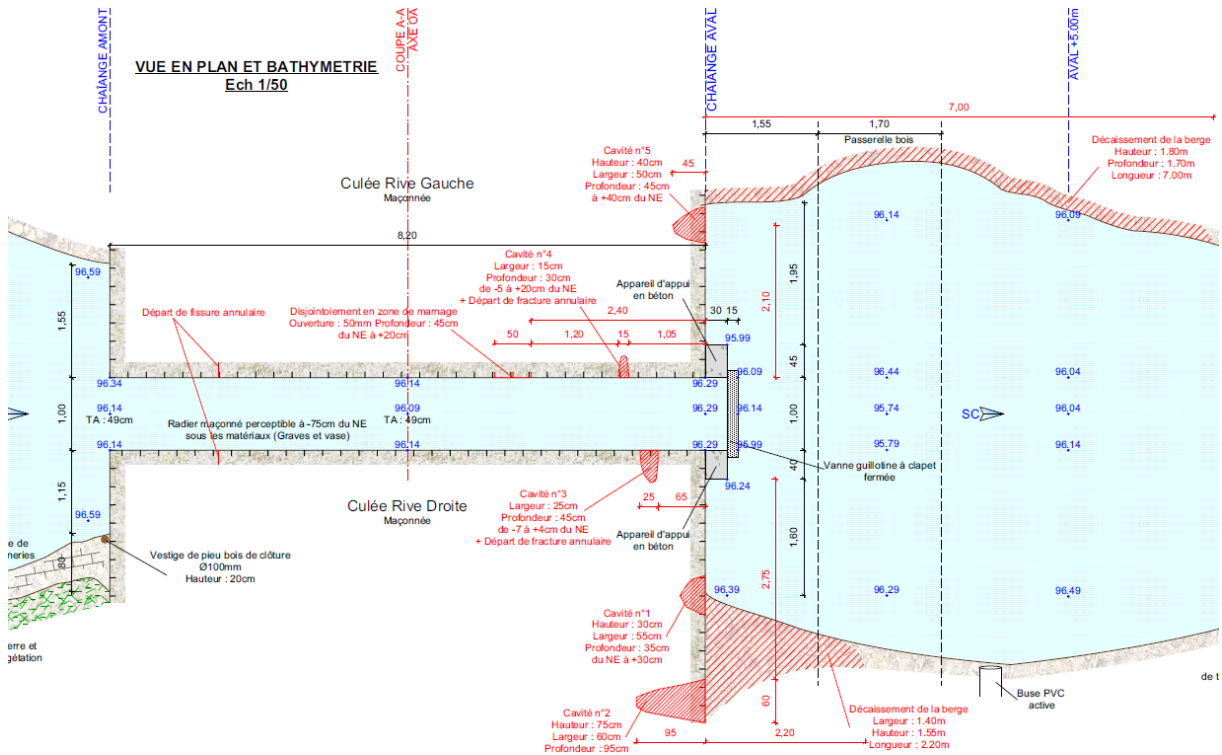 CHAÎANGE AMONT
VUE EN PLAN ET BATHYMETRIE
Ech 1/50
COUPE A-A
AXE OA
CHAÎANGE AVAL
AVAL +5.00m
7,00
1,55
1,70
Passerelle bois
Décaissement de la berge
Hauteur : 1.80m
Profondeur : 1.70m
Longueur : 7.00m
Cavité n°5
Hauteur : 40cm
Largeur : 50cm
Profondeur : 45cm
à +40cm du NE
45
Culée Rive Gauche
Maçonnée
8,20
96,14
96,09
96,59
1,55
Départ de fissure annulaire
Disjointoiement en zone de marnage
Ouverture : 50mm Profondeur : 45cm
du NE à +20cm
Cavité n°4
Largeur : 15cm
Profondeur : 30cm
de -5 à +20cm du NE
+ Départ de fracture annulaire
Appareil d'appui
en béton
2,40
30
15
50
1,20
15
1,05
2,10
1,95
95.99
45
96,34
96,14
96.29
96.09
96.44
96,04
1,00
96,14
TA : 49cm
96,09
TA : 49cm
96,29
96.14
95,74
96,04
1,00
SC
Radier maçonné perceptible à -75cm du NE
sous les matériaux (Graves et vase)
96,14
96,14
96,29
95.99
95,79
96,14
40
Vanne guillotine à clapet
fermée
96.24
1,15
96,59
Culée Rive Droite
Maçonnée
Cavité n°3
Largeur : 25cm
Profondeur : 45cm
de -7 à +4cm du NE
+ Départ de fracture annulaire
25
65
Appareil d'appui
en béton
1,60
2,75
e de
neries
80
Vestige de pieu bois de clôture
Ø100mm
Hauteur : 20cm
96,39
96,29
96,49
Cavité n°1
Hauteur : 30cm
Largeur : 55cm
Profondeur : 35cm
du NE à +30cm
erre et
gétation
de t
Buse PVC
active
60
Cavité n°2
Hauteur : 75cm
Largeur : 60cm
Profondeur : 95cm
95
2,20
Décaissement de la berge
Largeur : 1.40m
Hauteur : 1.55m
Longueur : 2.20m